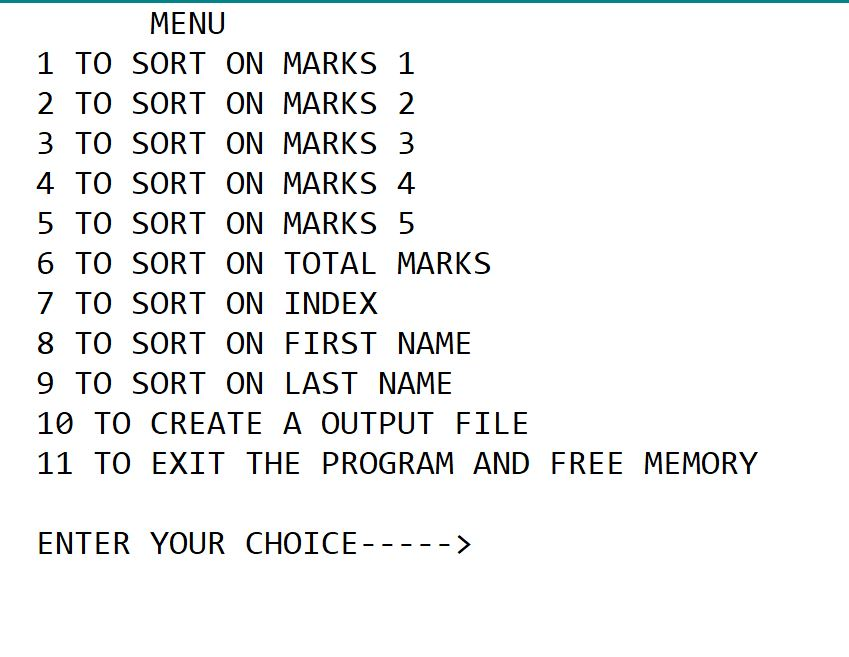 MENU
1 TO SORT ON MARKS 1
2 TO SORT ON MARKS 2
3 TO SORT ON MARKS 3
4 TO SORT ON MARKS 4
5 TO SORT ON MARKS 5
6 TO SORT ON TOTAL MARKS
7 TO SORT ON INDEX
8 TO SORT ON FIRST NAME
9 TO SORT ON LAST NAME
10 TO CREATE A OUTPUT FILE
11 TO EXIT THE PROGRAM AND FREE MEMORY
ENTER YOUR CHOICE----->